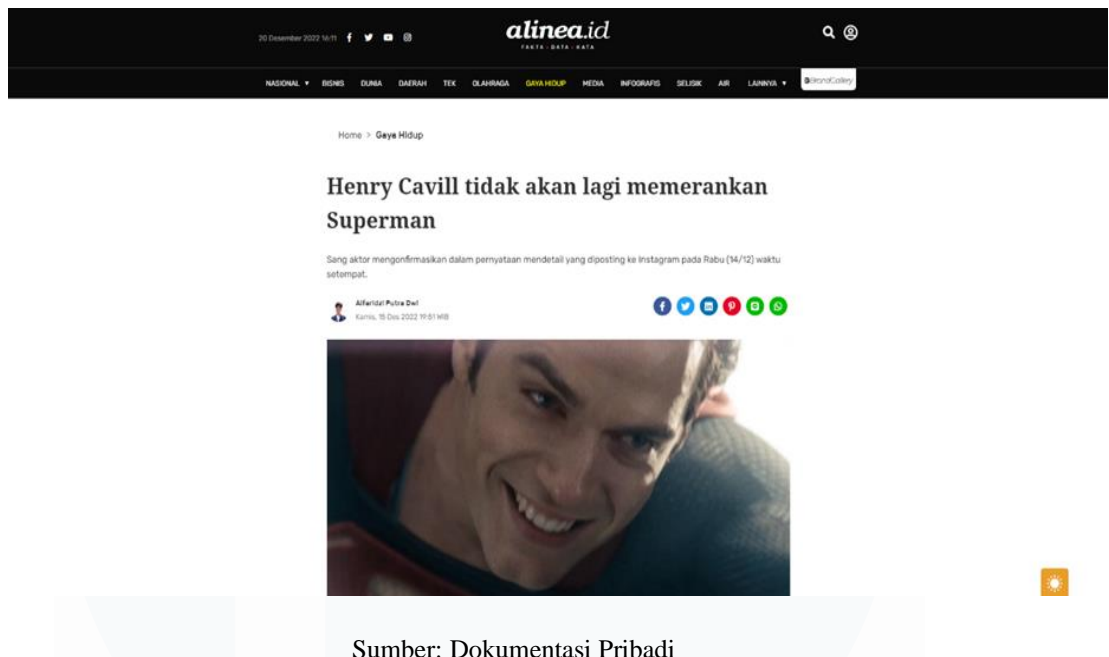 20 Desember 2022 16:11
alinea.id
FAKTA • DATA • KATA
NASIONAL ▾ BISNIS DUNIA DAERAH TEK OLAHRAGA GAYA HIDUP MEDIA INFOGRAFIS SELISIK AIR LAINNYA ▾ BrandGallery
Home > Gaya Hidup
Henry Cavill tidak akan lagi memerankan
Superman
Sang aktor mengonfirmasikan dalam pernyataan mendetail yang diposting ke Instagram pada Rabu (14/12) waktu
setempat.
Alfaridzi Putra Dwi
Kamis, 15 Des 2022 19:51 WIB
Sumber: Dokumentasi Pribadi